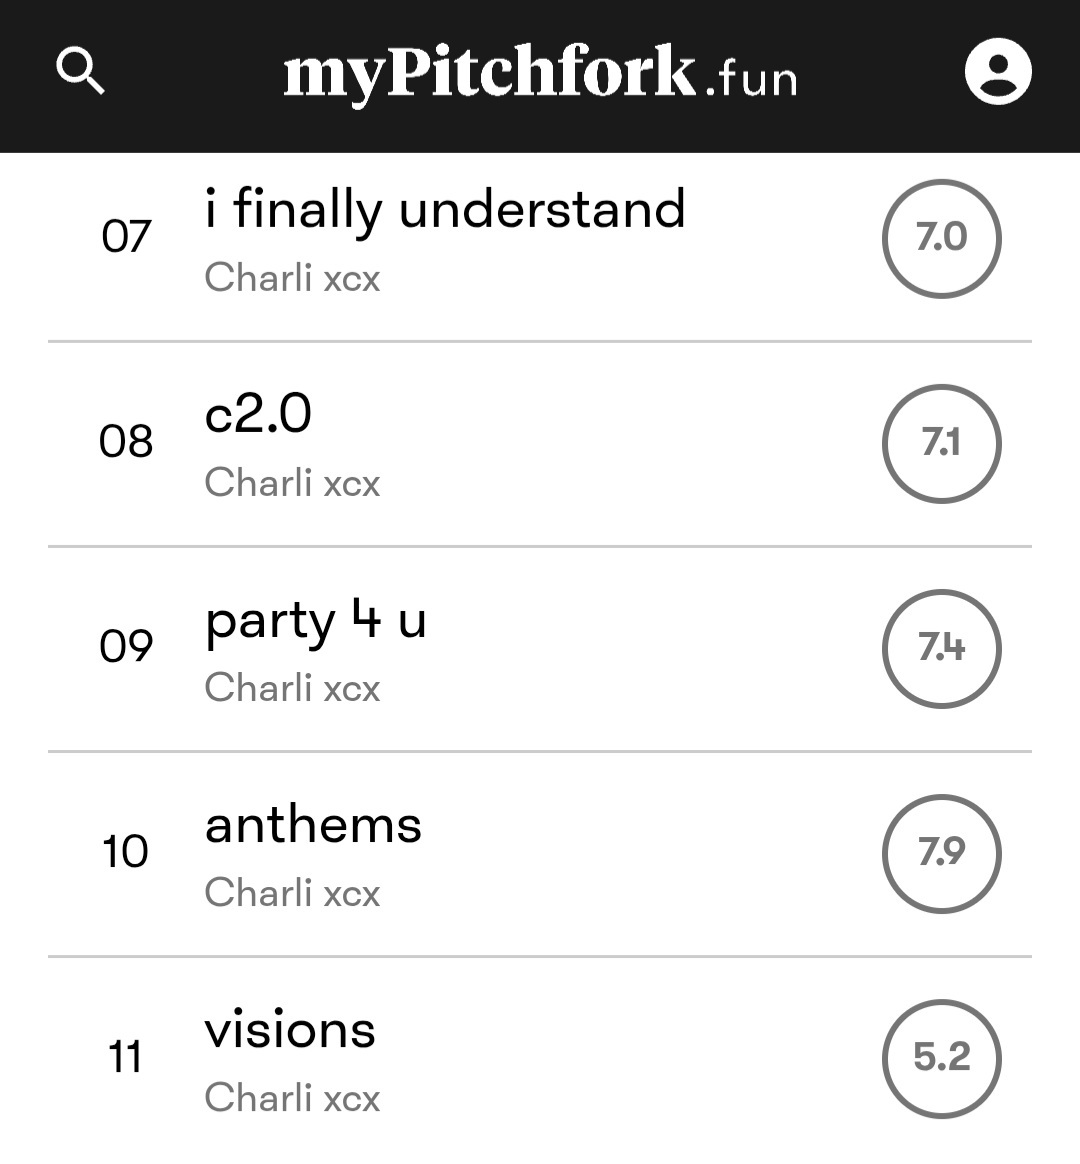 myPitchfork.fun
07
i finally understand
Charli xcx
7.0
08
c2.0
Charli xcx
7.1
09
party 4 u
Charli xcx
7.4
10
anthems
Charli xcx
7.9
11
visions
Charli xcx
5.2